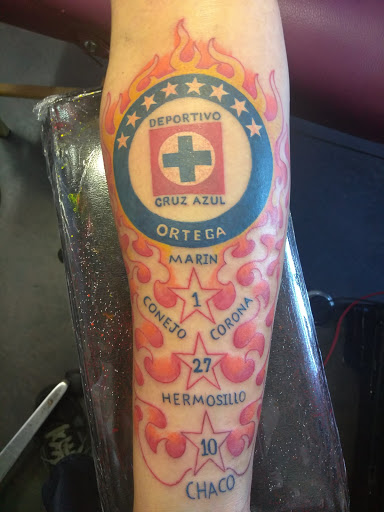 DEPORTIVO
CRUZ AZUL
ORTEGA
MARIN
1
CONEJO CORONA
27
HERMOSILLO
10
CHACO